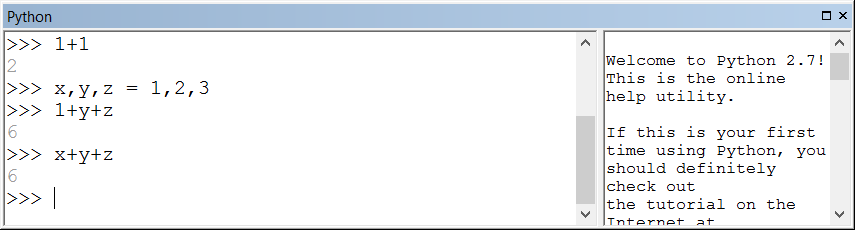 Python
>>> 1+1
2
>>> x,y,z = 1,2,3
>>> 1+y+z
6
>>> x+y+z
6
>>>
Welcome to Python 2.7!
This is the online
help utility.
If this is your first
time using Python, you
should definitely
check out
the tutorial on the
Internet at